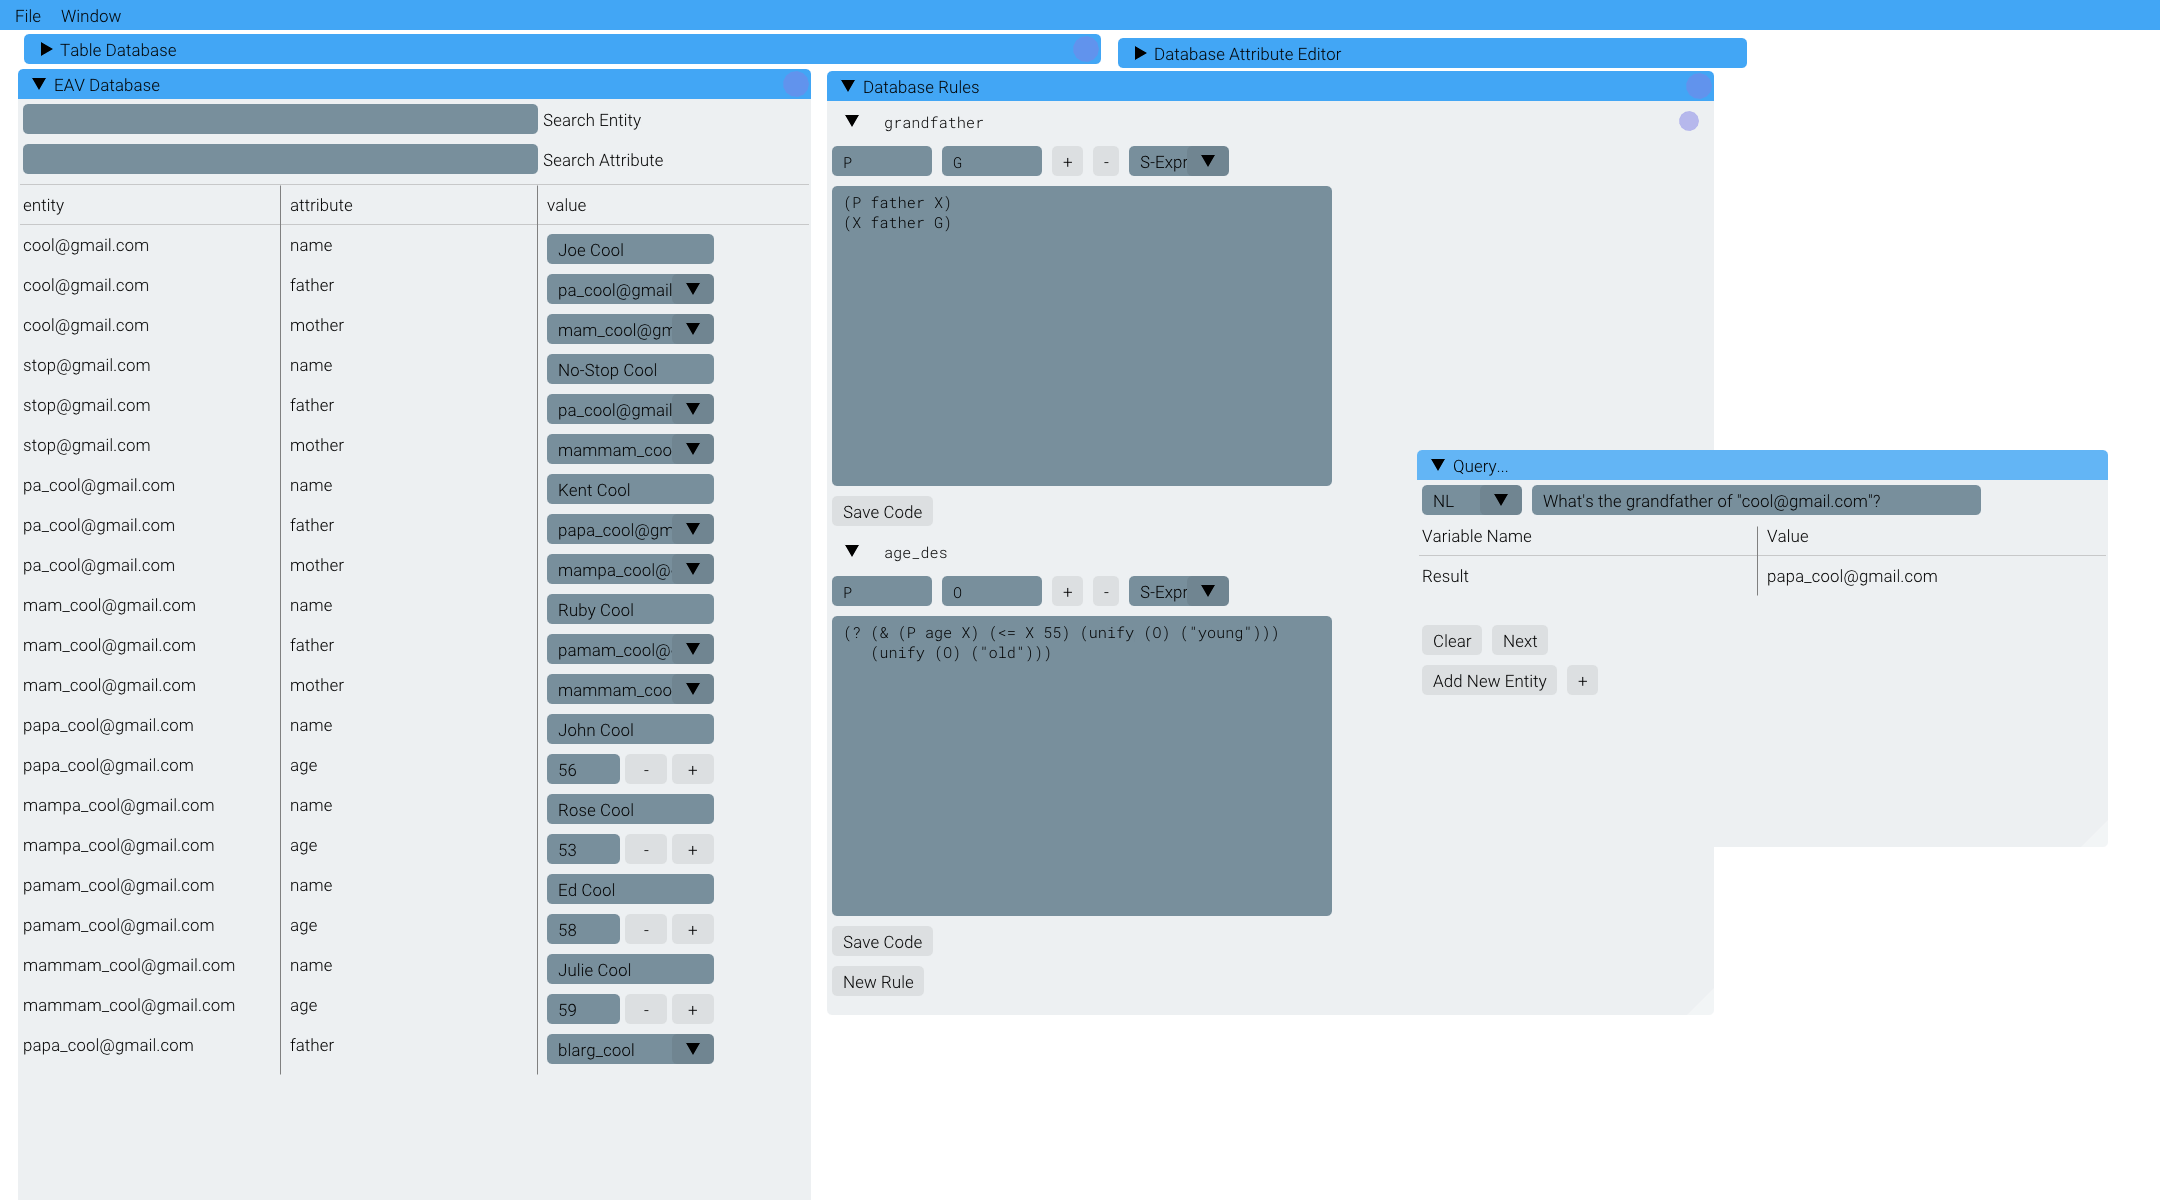 File Window
Table Database
Database Attribute Editor
EAV Database
Search Entity
Search Attribute
entity attribute value
cool@gmail.com name Joe Cool
cool@gmail.com father pa_cool@gmail
cool@gmail.com mother mam_cool@gm
stop@gmail.com name No-Stop Cool
stop@gmail.com father pa_cool@gmail
stop@gmail.com mother mammam_coo
pa_cool@gmail.com name Kent Cool
pa_cool@gmail.com father papa_cool@gm
pa_cool@gmail.com mother mampa_cool@
mam_cool@gmail.com name Ruby Cool
mam_cool@gmail.com father pamam_cool@
mam_cool@gmail.com mother mammam_coo
papa_cool@gmail.com name John Cool
papa_cool@gmail.com age 56 - +
mampa_cool@gmail.com name Rose Cool
mampa_cool@gmail.com age 53 - +
pamam_cool@gmail.com name Ed Cool
pamam_cool@gmail.com age 58 - +
mammam_cool@gmail.com name Julie Cool
mammam_cool@gmail.com age 59 - +
papa_cool@gmail.com father blarg_cool
Database Rules
grandfather
P G + - S-Expr
(P father X)
(X father G)
Save Code
age_des
P O + - S-Expr
(? (& (P age X) (<= X 55) (unify (O) ("young")))
(unify (O) ("old")))
Save Code
New Rule
Query...
NL What's the grandfather of "cool@gmail.com"?
Variable Name Value
Result papa_cool@gmail.com
Clear Next
Add New Entity +